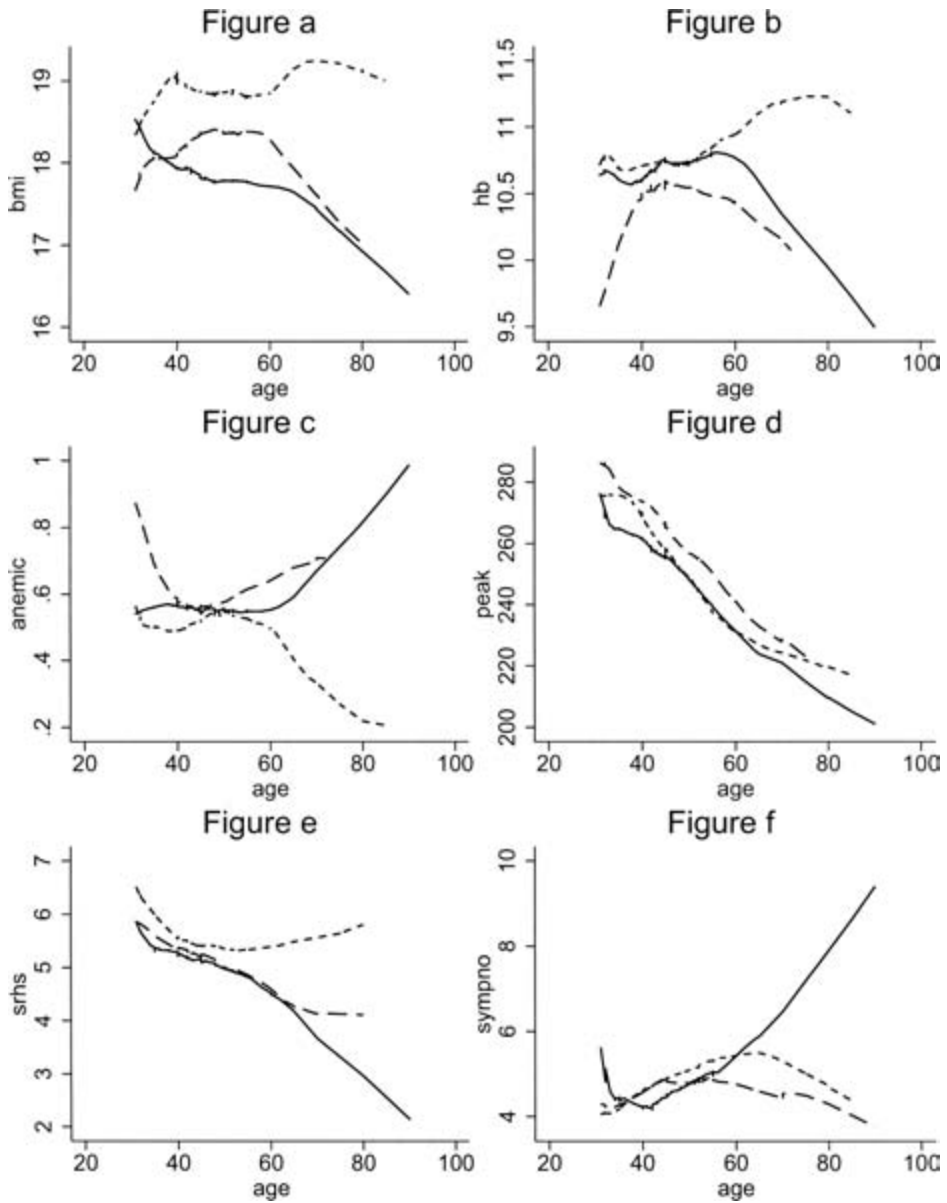 Figure a
19
18
17
16
bmi
20 40 60 80 100
age
Figure b
11.5
11
10.5
10
9.5
hb
20 40 60 80 100
age
Figure c
1
.8
.6
.4
.2
anemic
20 40 60 80 100
age
Figure d
280
260
240
220
200
peak
20 40 60 80 100
age
Figure e
7
6
5
4
3
2
srhs
20 40 60 80 100
age
Figure f
10
8
6
4
sympno
20 40 60 80 100
age